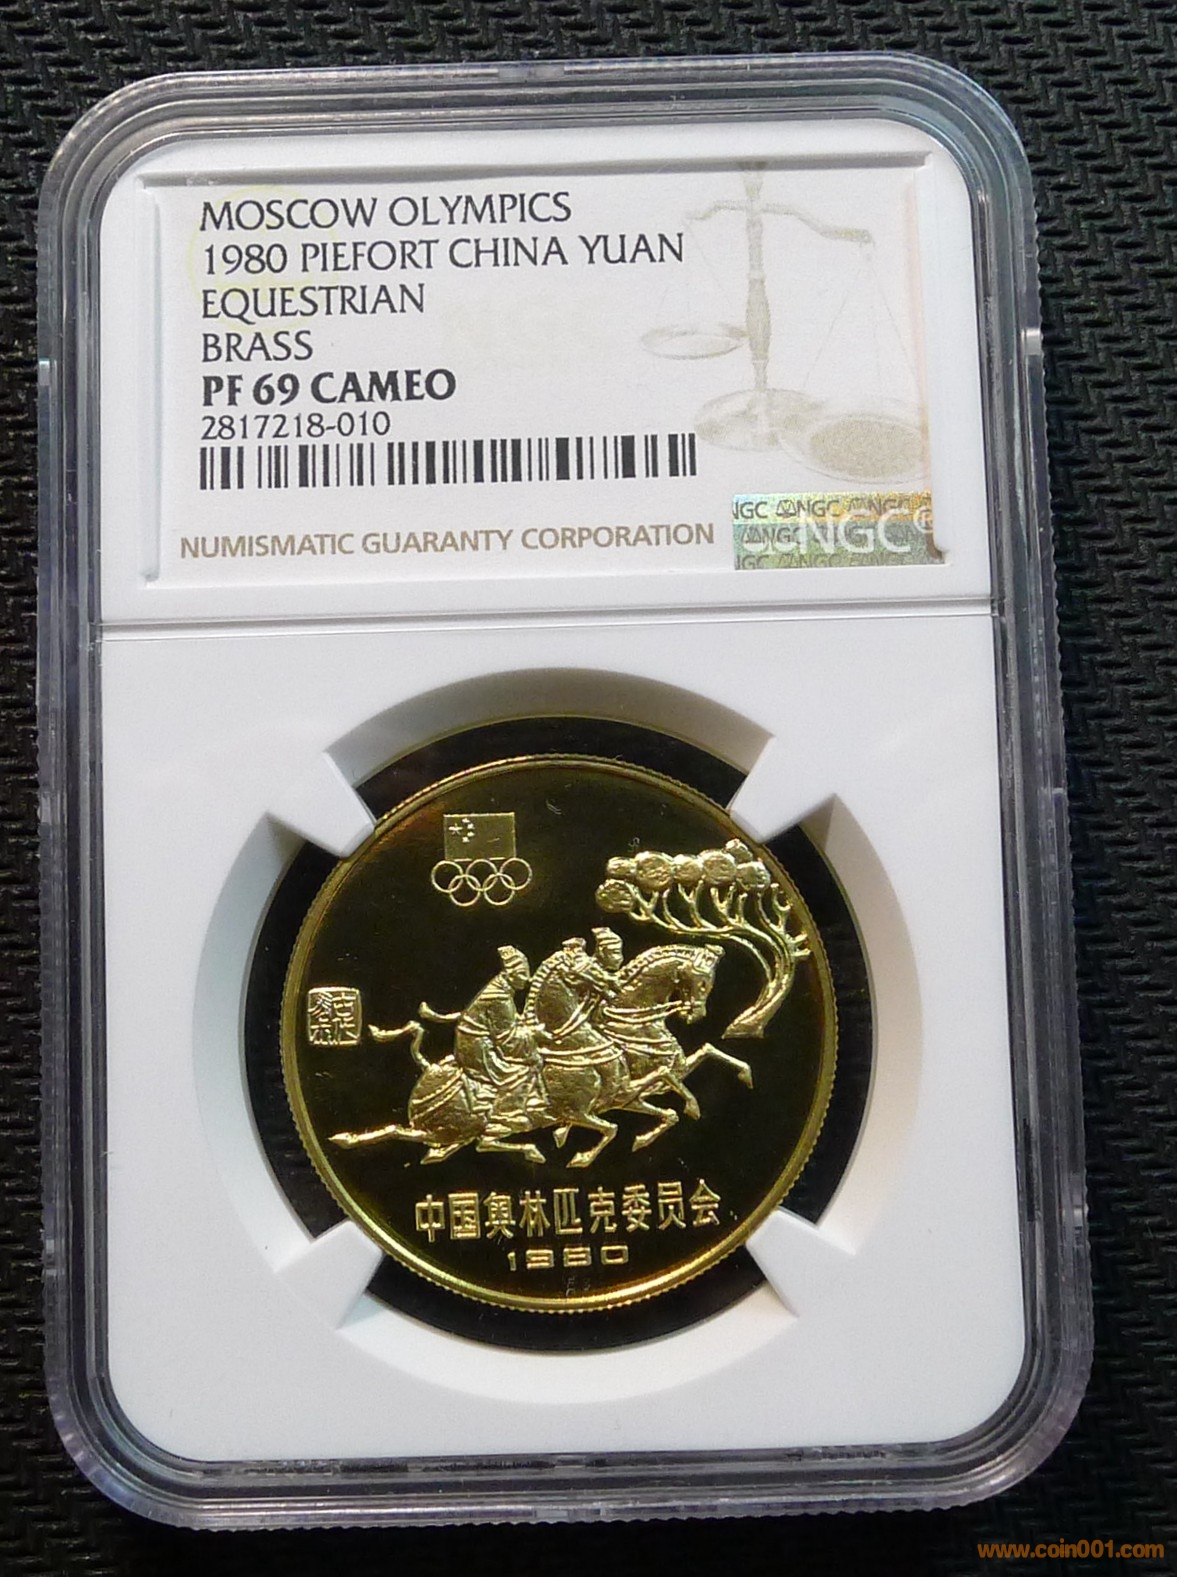 MOSCOW OLYMPICS
1980 PIEFORT CHINA YUAN
EQUESTRIAN
BRASS
PF 69 CAMEO
2817218-010
NUMISMATIC GUARANTY CORPORATION
NGC
中国奥林匹克委员会
1980
www.coin001.com